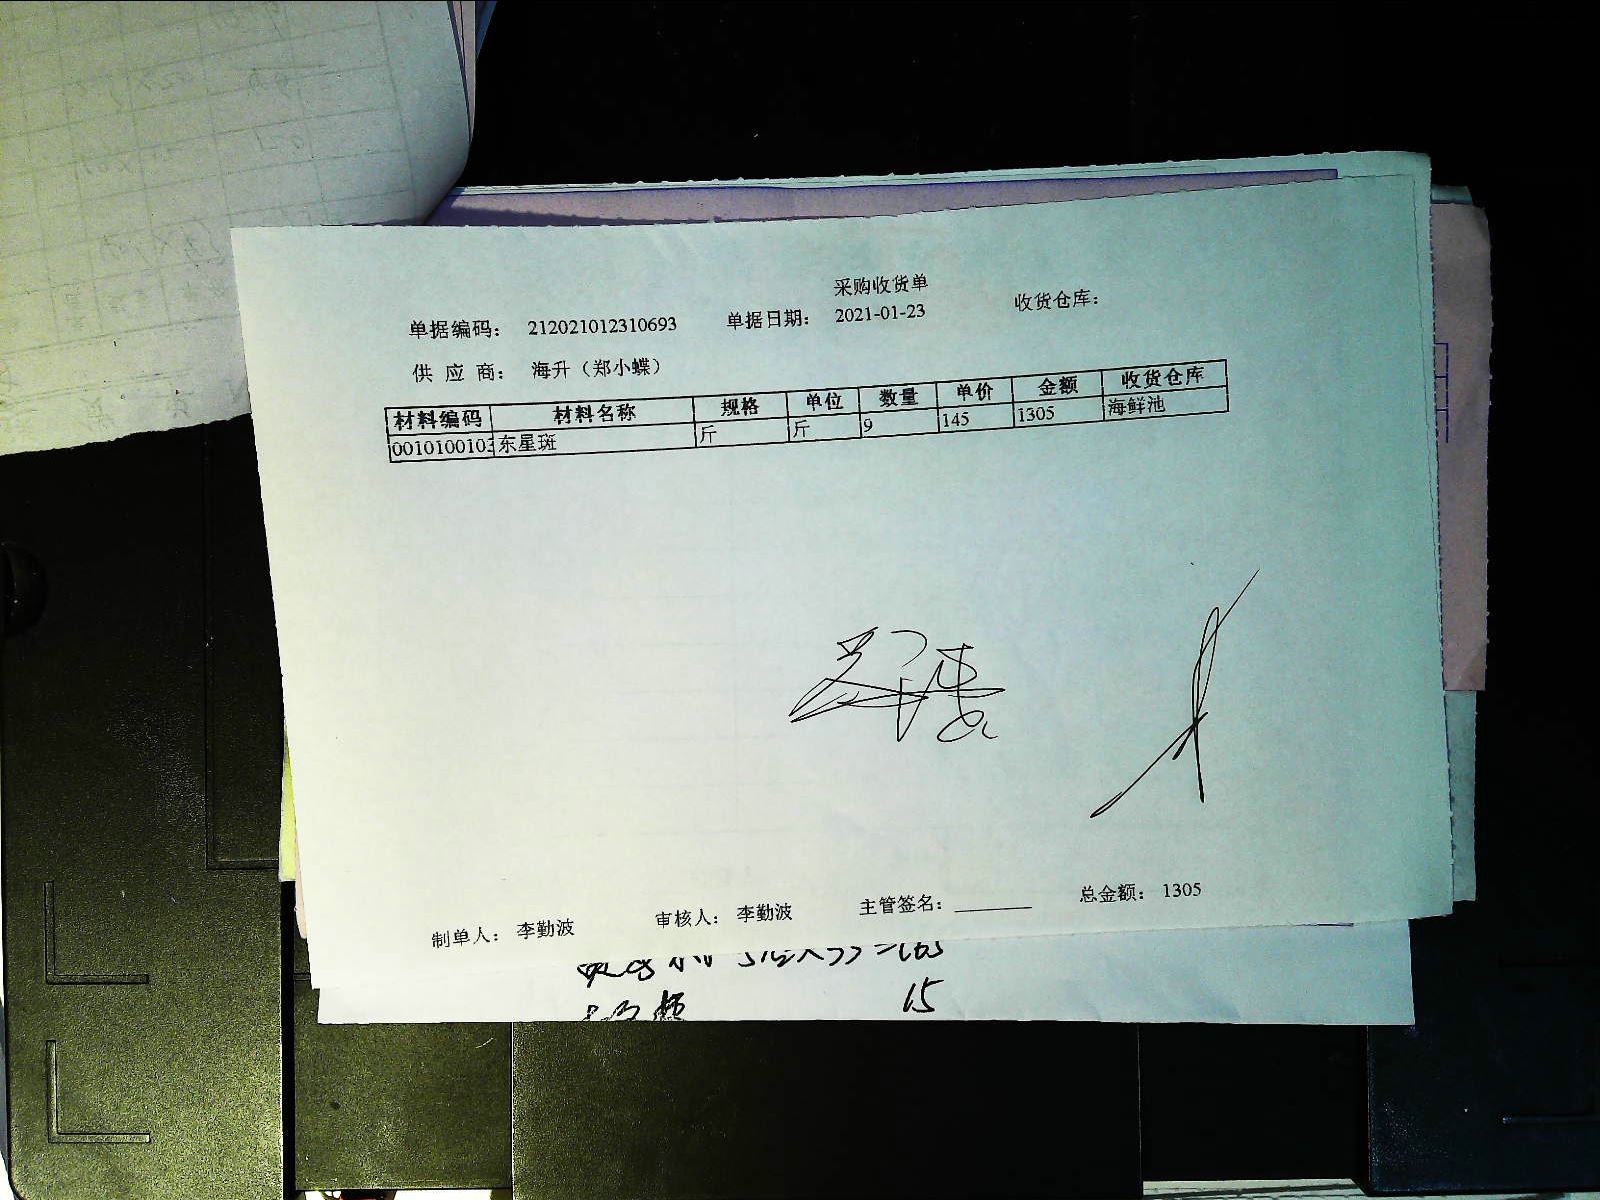 采购收货单
单据编码： 212021012310693 单据日期： 2021-01-23 收货仓库：
供 应 商： 海升（郑小蝶）
材料编码 材料名称 规格 单位 数量 单价 金额 收货仓库
0010100103 东星斑 斤 斤 9 145 1305 海鲜池
制单人： 李勤波 审核人： 李勤波 主管签名： 总金额： 1305
15